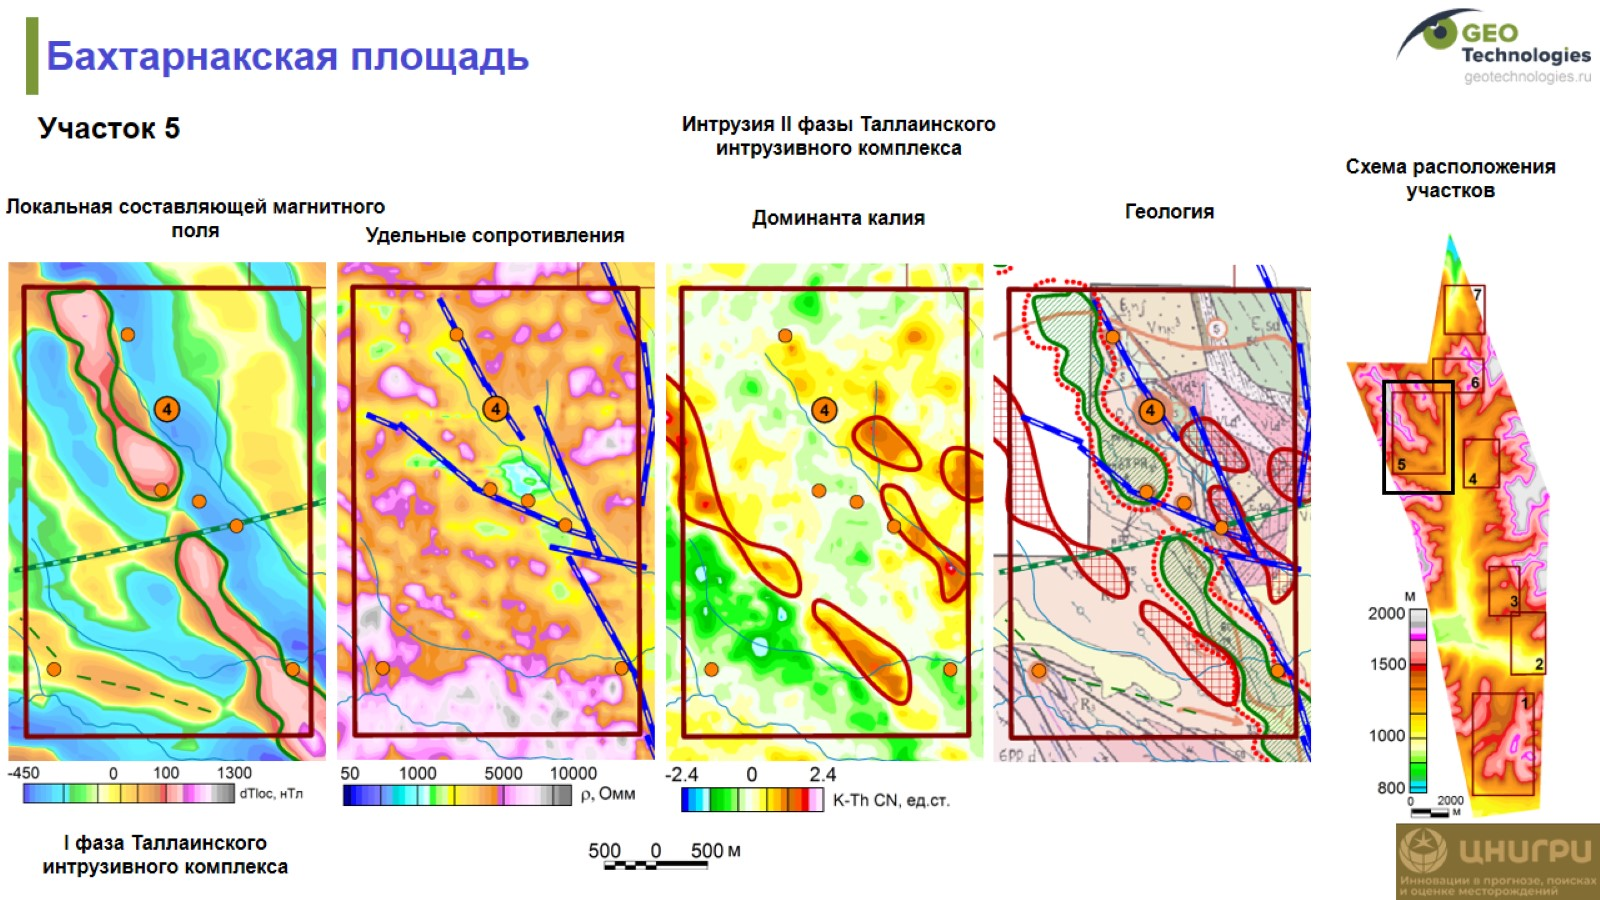 Бахтарнакская площадь
GEO
Technologies
geotechnologies.ru
Участок 5
Интрузия II фазы Таллаинского
интрузивного комплекса
Схема расположения
участков
Локальная составляющей магнитного
поля
Удельные сопротивления
Доминанта калия
Геология
4
4
4
4
5
7
6
5
4
3
2
1
м
2000
1500
1000
800
0 2000
м
-450 0 100 1300
dTloc, нТл
50 1000 5000 10000
ρ, Омм
-2.4 0 2.4
K-Th CN, ед.ст.
I фаза Таллаинского
интрузивного комплекса
500 0 500 м
ЦНИГРИ
Инновации в прогнозе, поисках
и оценке месторождений